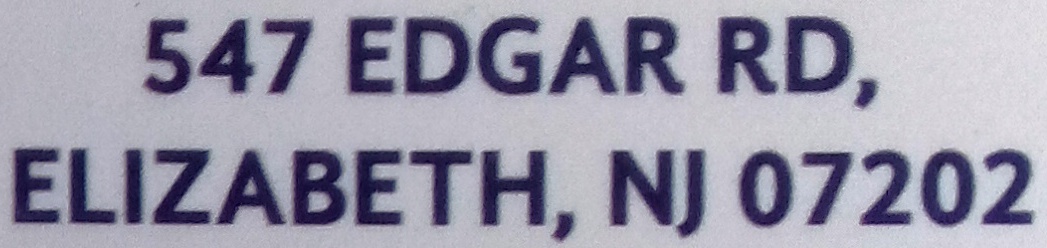 547 EDGAR RD,
ELIZABETH, NJ 07202